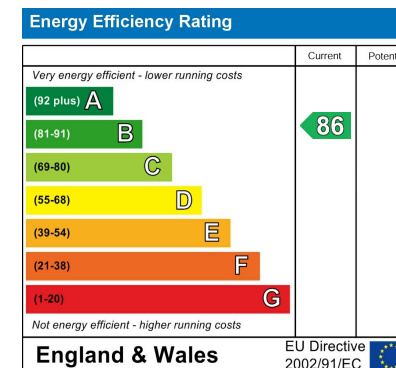 Energy Efficiency Rating
Current Potent
Very energy efficient - lower running costs
(92 plus) A
(81-91) B 86
(69-80) C
(55-68) D
(39-54) E
(21-38) F
(1-20) G
Not energy efficient - higher running costs
England & Wales
EU Directive
2002/91/EC